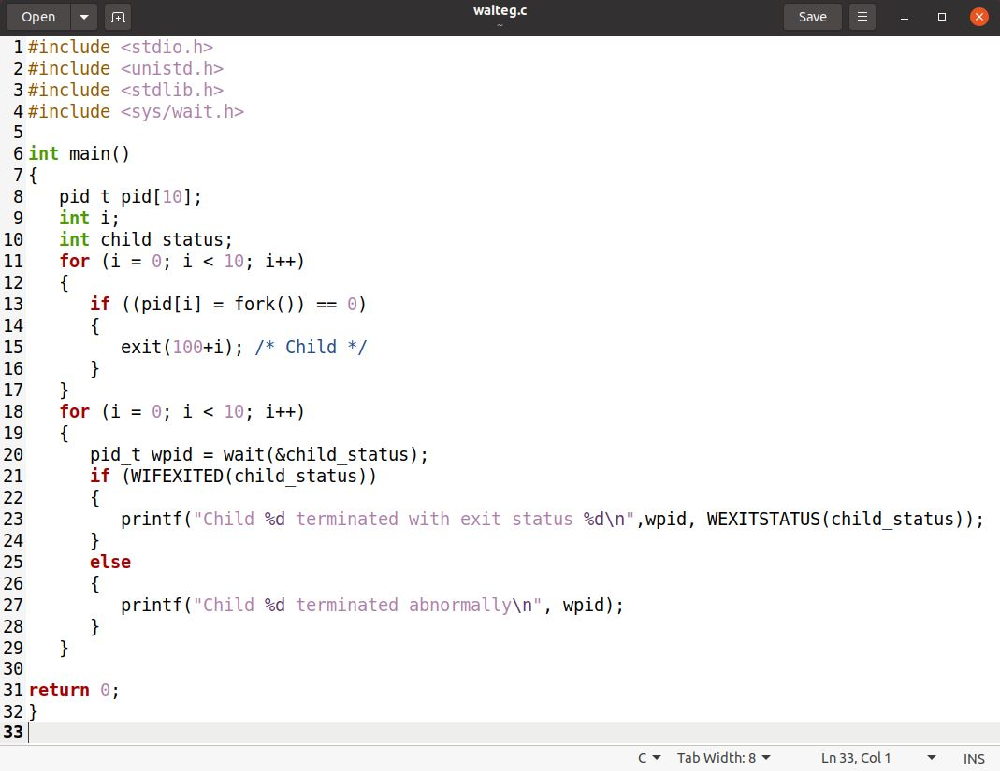 Open waiteg.c Save
~
1 #include <stdio.h>
2 #include <unistd.h>
3 #include <stdlib.h>
4 #include <sys/wait.h>
5
6 int main()
7 {
8    pid_t pid[10];
9    int i;
10    int child_status;
11    for (i = 0; i < 10; i++)
12    {
13       if ((pid[i] = fork()) == 0)
14       {
15          exit(100+i); /* Child */
16       }
17    }
18    for (i = 0; i < 10; i++)
19    {
20       pid_t wpid = wait(&child_status);
21       if (WIFEXITED(child_status))
22       {
23          printf("Child %d terminated with exit status %d\n",wpid, WEXITSTATUS(child_status));
24       }
25       else
26       {
27          printf("Child %d terminated abnormally\n", wpid);
28       }
29    }
30
31 return 0;
32 }
33
C Tab Width: 8 Ln 33, Col 1 INS